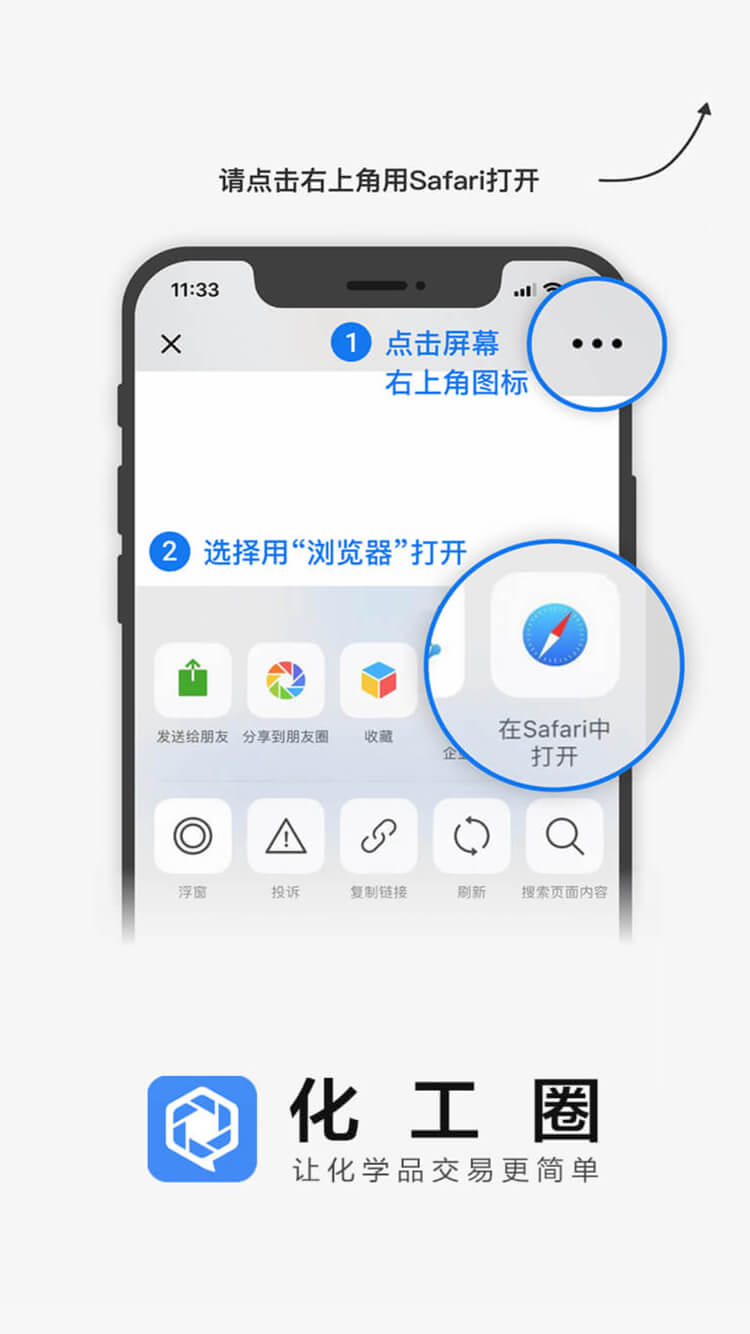 请点击右上角用Safari打开
11:33
1 点击屏幕
右上角图标
2 选择用“浏览器”打开
发送给朋友 分享到朋友圈 收藏
在Safari中
打开
浮窗 投诉 复制链接 刷新 搜索页面内容
化工圈
让化学品交易更简单